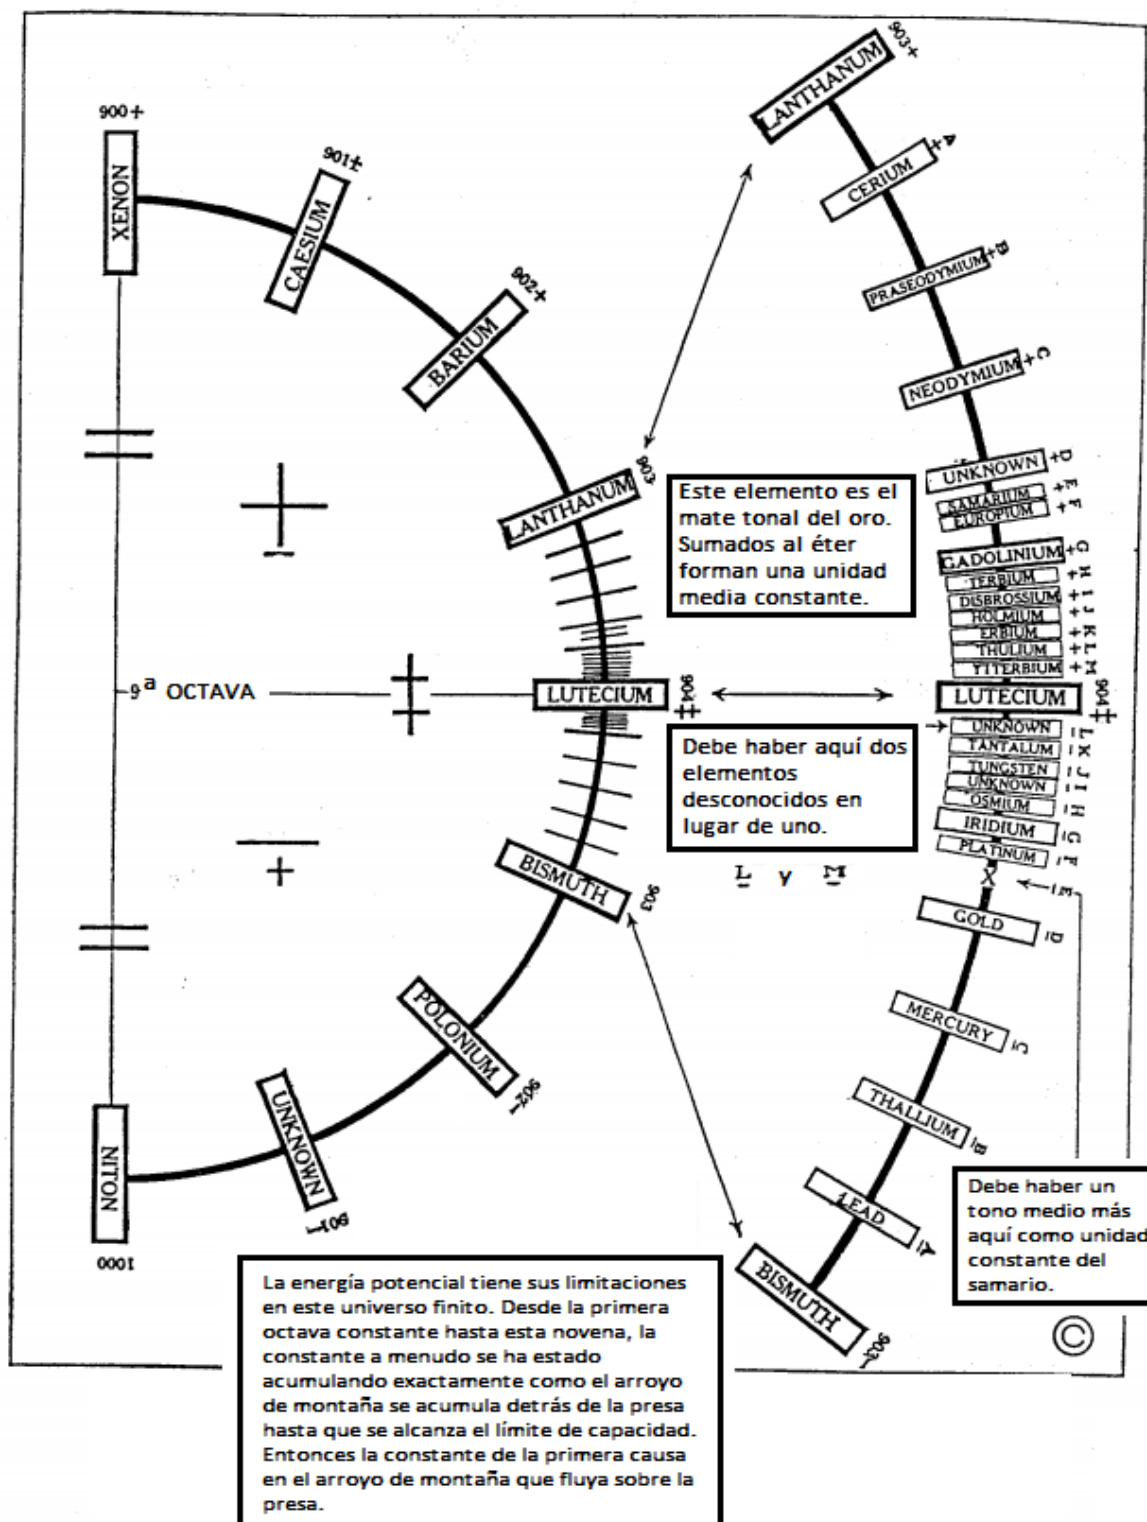 900+
XENON
901±
CAESIUM
902+
BARIUM
903
LANTHANUM
9ª OCTAVA
LUTECIUM
904‡
BISMUTH
903
POLONIUM
902
UNKNOWN
901
NITON
1000
903+
LANTHANUM
A+
CERIUM
B+
PRASEODYMIUM
C+
NEODYMIUM
D+
UNKNOWN
E+
SAMARIUM
F+
EUROPIUM
G+
GADOLINIUM
H+
TERBIUM
I+
DISBROSSIUM
J+
HOLMIUM
K+
ERBIUM
L+
THULIUM
M+
YTTERBIUM
LUTECIUM
904‡
UNKNOWN L
TANTALUM K
TUNGSTEN J
UNKNOWN I
OSMIUM H
IRIDIUM G
PLATINUM F
X E
GOLD D
MERCURY C
THALLIUM B
LEAD A
BISMUTH
903
Este elemento es el
mate tonal del oro.
Sumados al éter
forman una unidad
media constante.
Debe haber aquí dos
elementos
desconocidos en
lugar de uno.
L y M
Debe haber un
tono medio más
aquí como unidad
constante del
samario.
©
La energía potencial tiene sus limitaciones
en este universo finito. Desde la primera
octava constante hasta esta novena, la
constante a menudo se ha estado
acumulando exactamente como el arroyo
de montaña se acumula detrás de la presa
hasta que se alcanza el límite de capacidad.
Entonces la constante de la primera causa
en el arroyo de montaña que fluya sobre la
presa.